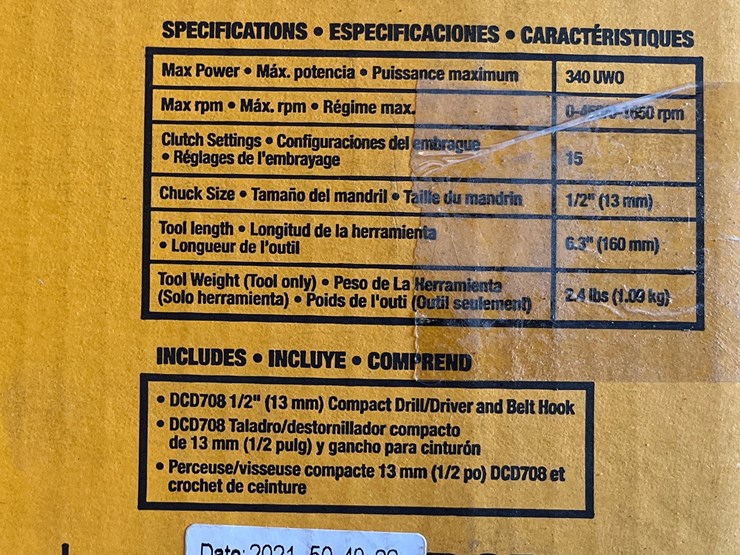 SPECIFICATIONS • ESPECIFICACIONES • CARACTÉRISTIQUES
Max Power • Máx. potencia • Puissance maximum 340 UWO
Max rpm • Máx. rpm • Régime max. rpm
Clutch Settings • Configuraciones del embrague
• Réglages de l'embrayage 15
Chuck Size • Tamaño del mandril • Taille du mandrin 1/2" (13 mm)
Tool length • Longitud de la herramienta
• Longueur de l'outil 6.3" (160 mm)
Tool Weight (Tool only) • Peso de La Herramienta
(Solo herramienta) • Poids de l'outi (Outil seulement) 2.4 lbs (1.09 kg)
INCLUDES • INCLUYE • COMPREND
• DCD708 1/2" (13 mm) Compact Drill/Driver and Belt Hook
• DCD708 Taladro/destornillador compacto
de 13 mm (1/2 pulg) y gancho para cinturón
• Perceuse/visseuse compacte 13 mm (1/2 po) DCD708 et
crochet de ceinture
Date: 2021